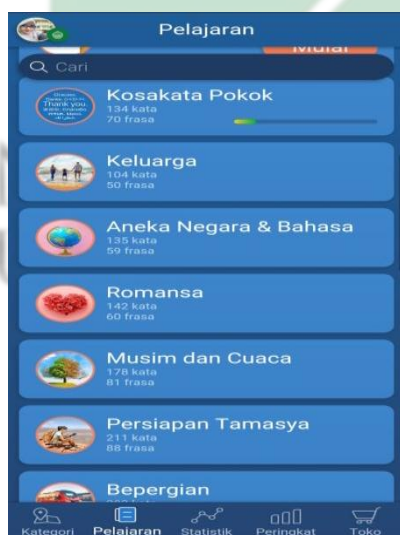 Pelajaran
Mulai
Cari
Kosakata Pokok
134 kata
70 frasa
Thank you.
Keluarga
104 kata
50 frasa
Aneka Negara & Bahasa
135 kata
59 frasa
Romansa
142 kata
60 frasa
Musim dan Cuaca
178 kata
81 frasa
Persiapan Tamasya
211 kata
88 frasa
Bepergian
Kategori Pelajaran Statistik Peringkat Toko